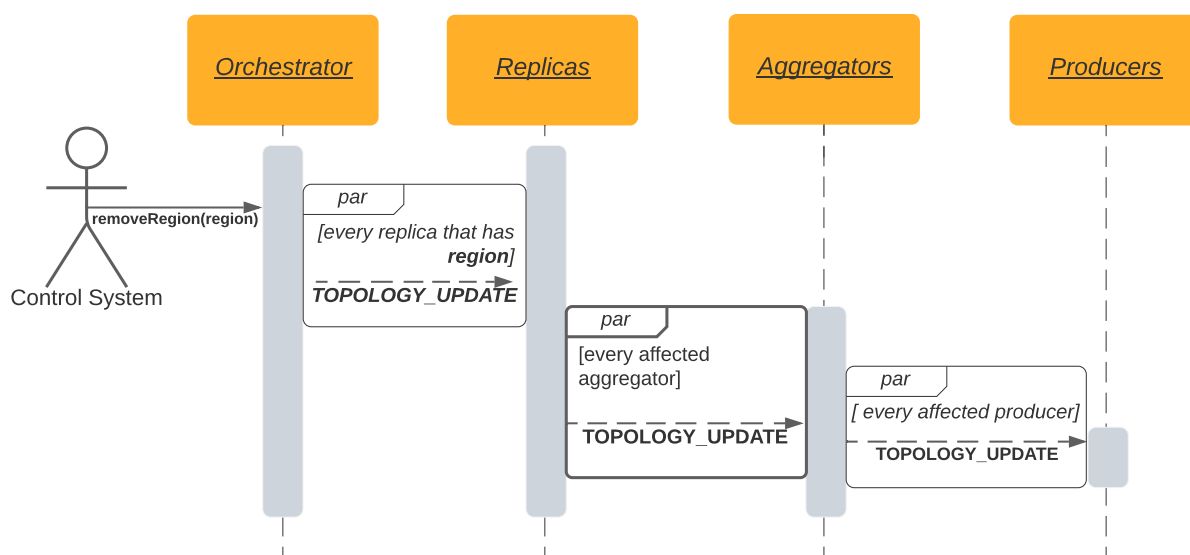 Orchestrator
Replicas
Aggregators
Producers
removeRegion(region)
Control System
par
[every replica that has
region]
TOPOLOGY_UPDATE
par
[every affected
aggregator]
TOPOLOGY_UPDATE
par
[ every affected producer]
TOPOLOGY_UPDATE